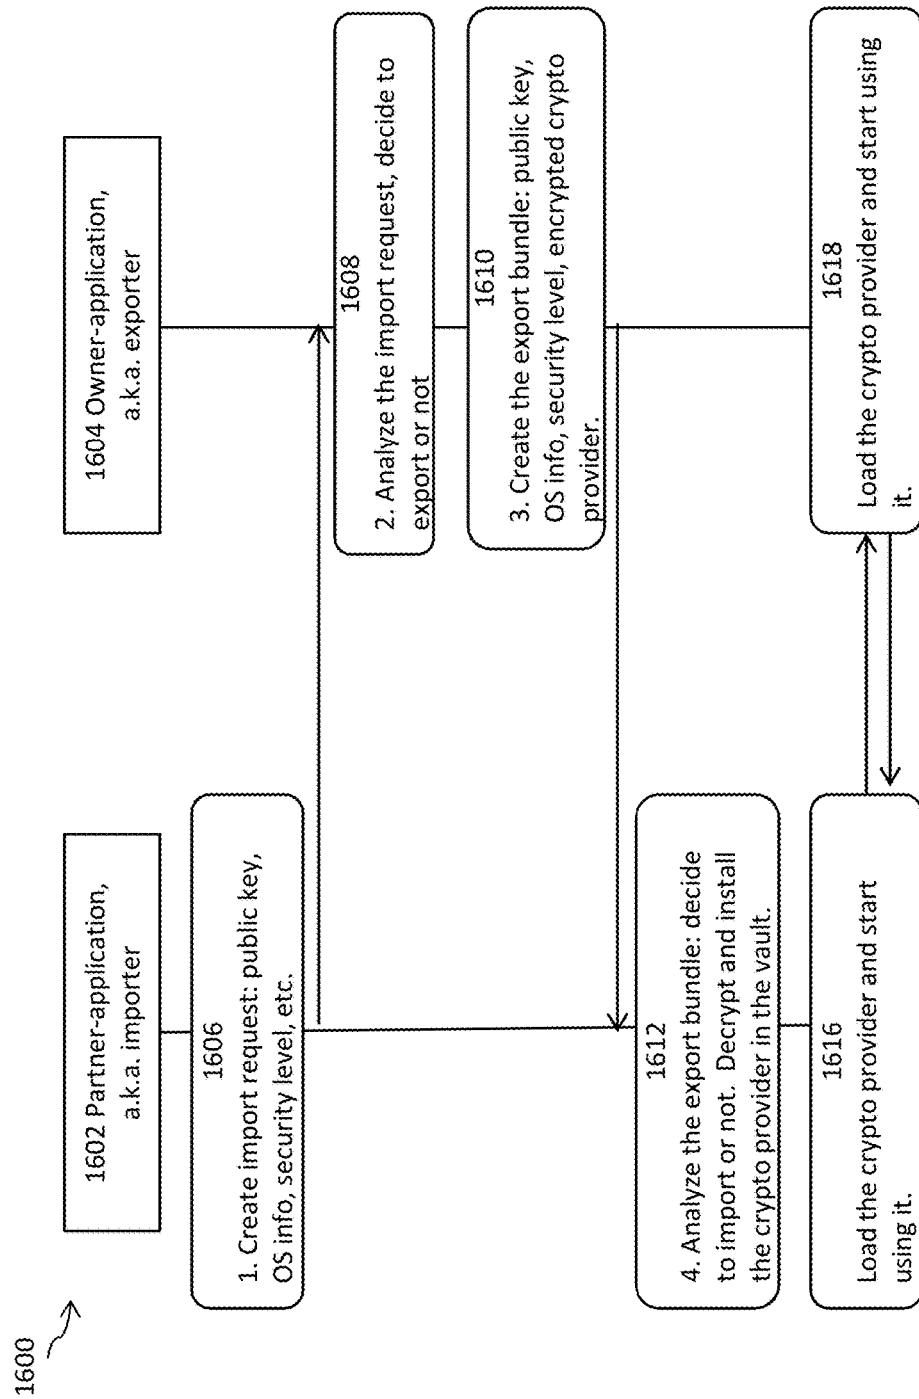 1600
1602 Partner-application,
a.k.a. importer
1604 Owner-application,
a.k.a. exporter
1606
1. Create import request: public key,
OS info, security level, etc.
1608
2. Analyze the import request, decide to
export or not
1610
3. Create the export bundle: public key,
OS info, security level, encrypted crypto
provider.
1612
4. Analyze the export bundle: decide
to import or not. Decrypt and install
the crypto provider in the vault.
1616
Load the crypto provider and start
using it.
1618
Load the crypto provider and start using
it.